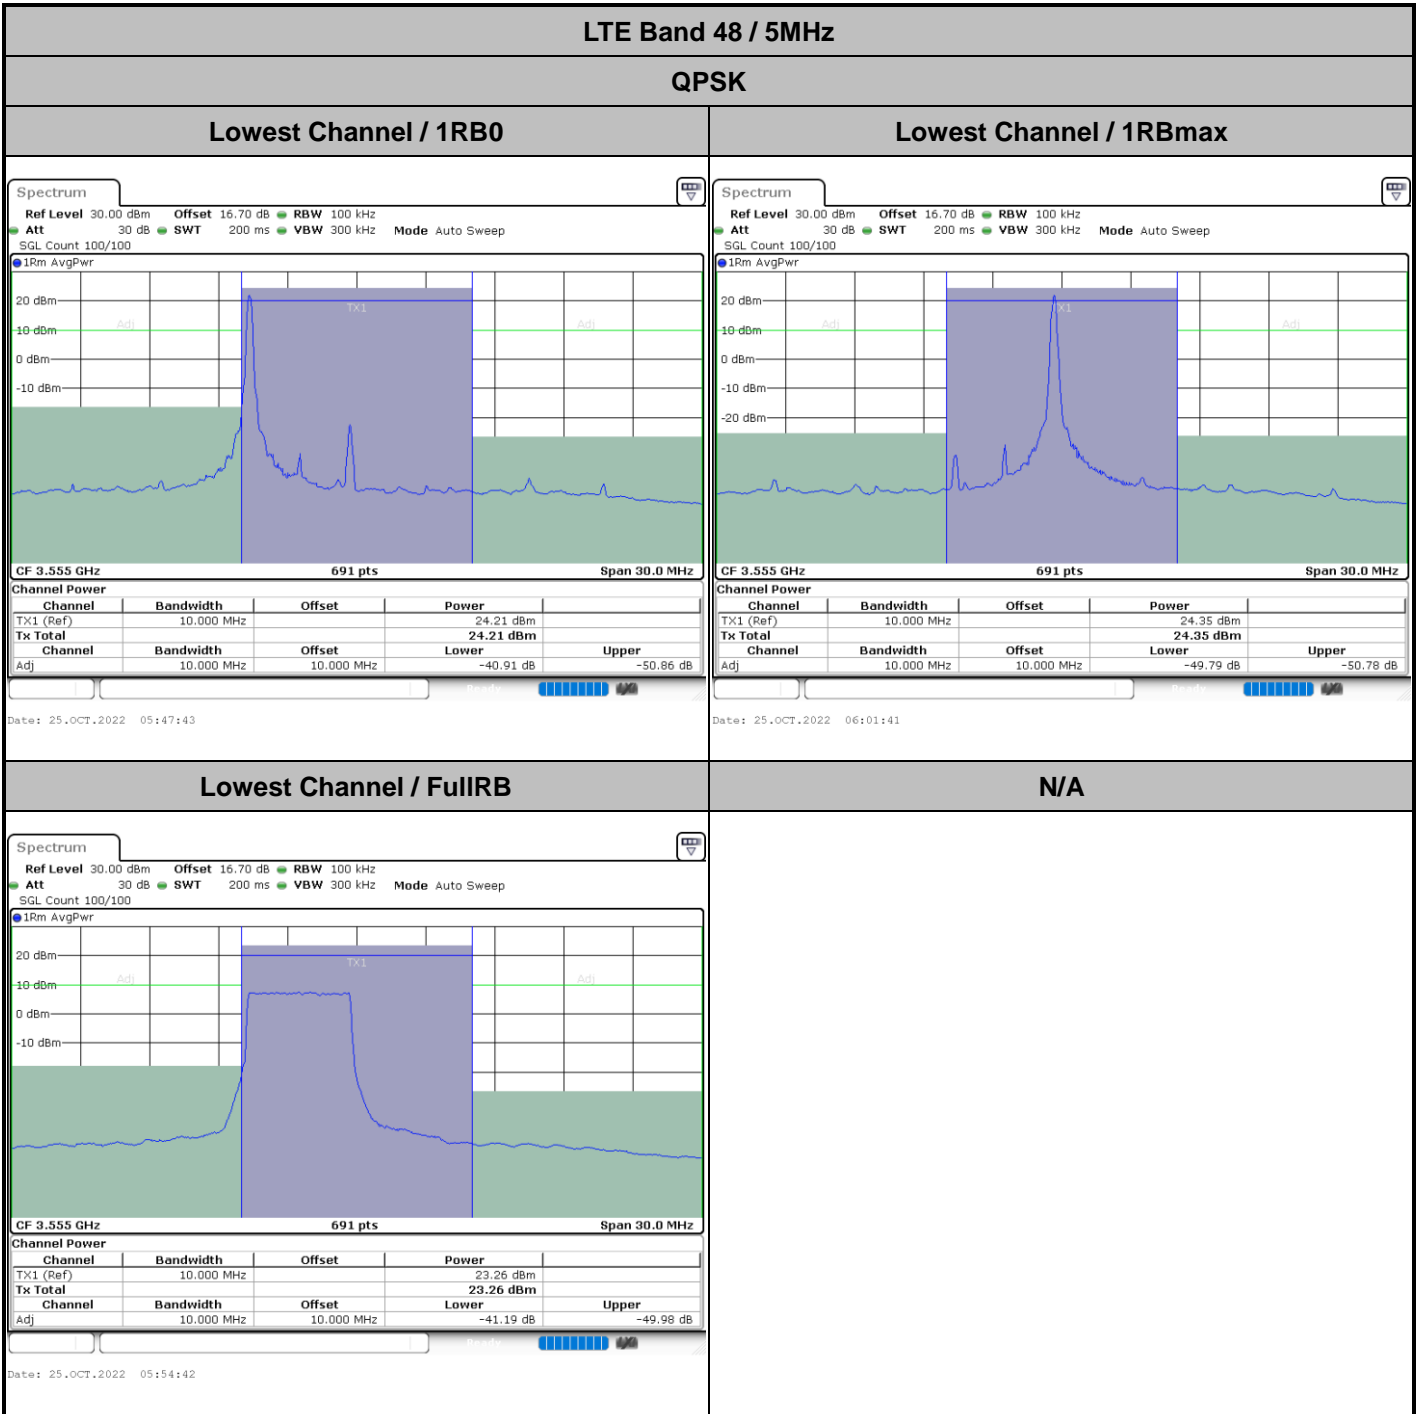 LTE Band 48 / 5MHz
QPSK
Lowest Channel / 1RB0
Lowest Channel / 1RBmax
Spectrum
Ref Level 30.00 dBm Offset 16.70 dB RBW 100 kHz
Att 30 dB SWT 200 ms VBW 300 kHz Mode Auto Sweep
SGL Count 100/100
1Rm AvgPwr
TX1
20 dBm
Adj
Adj
10 dBm
0 dBm
-10 dBm
CF 3.555 GHz 691 pts Span 30.0 MHz
Channel Power
Channel Bandwidth Offset Power
TX1 (Ref) 10.000 MHz 24.21 dBm
Tx Total 24.21 dBm
Channel Bandwidth Offset Lower Upper
Adj 10.000 MHz 10.000 MHz -40.91 dB -50.86 dB
Ready
Date: 25.OCT.2022 05:47:43
Spectrum
Ref Level 30.00 dBm Offset 16.70 dB RBW 100 kHz
Att 30 dB SWT 200 ms VBW 300 kHz Mode Auto Sweep
SGL Count 100/100
1Rm AvgPwr
20 dBm
X1
Adj
Adj
10 dBm
0 dBm
-10 dBm
-20 dBm
CF 3.555 GHz 691 pts Span 30.0 MHz
Channel Power
Channel Bandwidth Offset Power
TX1 (Ref) 10.000 MHz 24.35 dBm
Tx Total 24.35 dBm
Channel Bandwidth Offset Lower Upper
Adj 10.000 MHz 10.000 MHz -49.79 dB -50.78 dB
Ready
Date: 25.OCT.2022 06:01:41
Lowest Channel / FullRB
N/A
Spectrum
Ref Level 30.00 dBm Offset 16.70 dB RBW 100 kHz
Att 30 dB SWT 200 ms VBW 300 kHz Mode Auto Sweep
SGL Count 100/100
1Rm AvgPwr
20 dBm
TX1
Adj
Adj
10 dBm
0 dBm
-10 dBm
CF 3.555 GHz 691 pts Span 30.0 MHz
Channel Power
Channel Bandwidth Offset Power
TX1 (Ref) 10.000 MHz 23.26 dBm
Tx Total 23.26 dBm
Channel Bandwidth Offset Lower Upper
Adj 10.000 MHz 10.000 MHz -41.19 dB -49.98 dB
Ready
Date: 25.OCT.2022 05:54:42